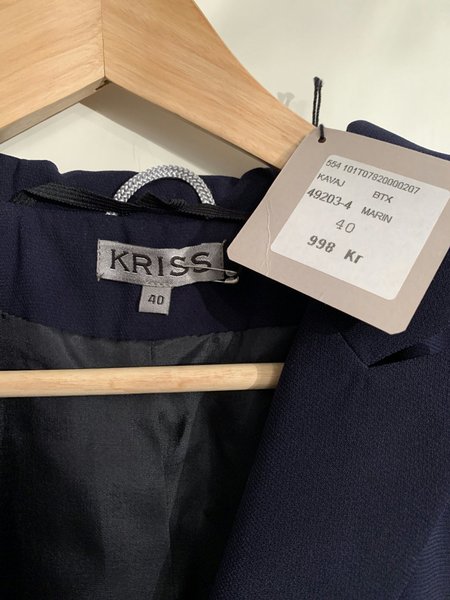 554 101T07820000207
KAVAJ BTX
49203-4 MARIN
40
998 Kr
KRISS
40